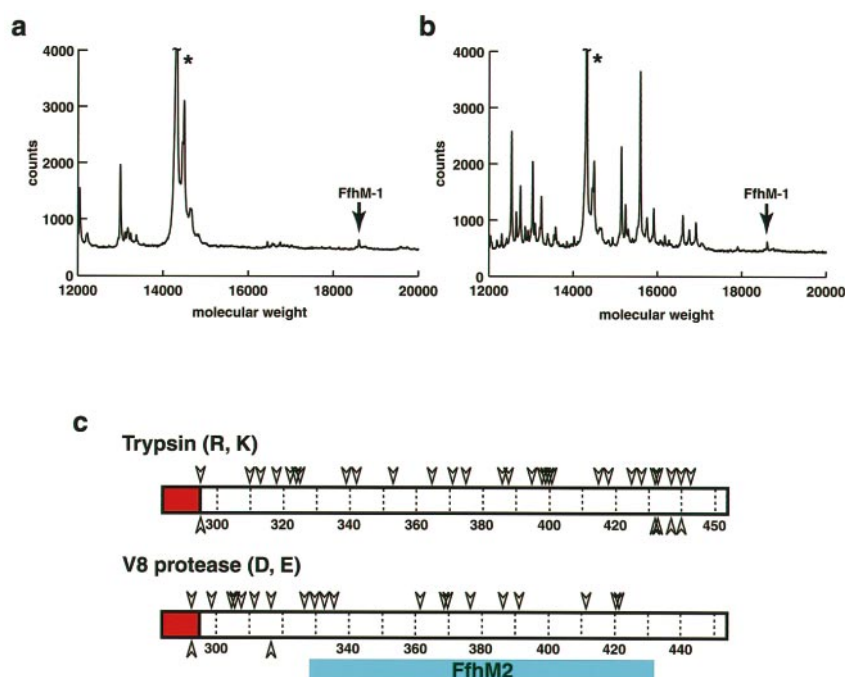 a
b
4000
3000
2000
1000
0
counts
*
FfhM-1
12000 14000 16000 18000 20000
molecular weight
4000
3000
2000
1000
0
counts
*
FfhM-1
12000 14000 16000 18000 20000
molecular weight
c
Trypsin (R, K)
300 320 340 360 380 400 420 450
V8 protease (D, E)
300 340 360 380 400 420 440
FfhM2